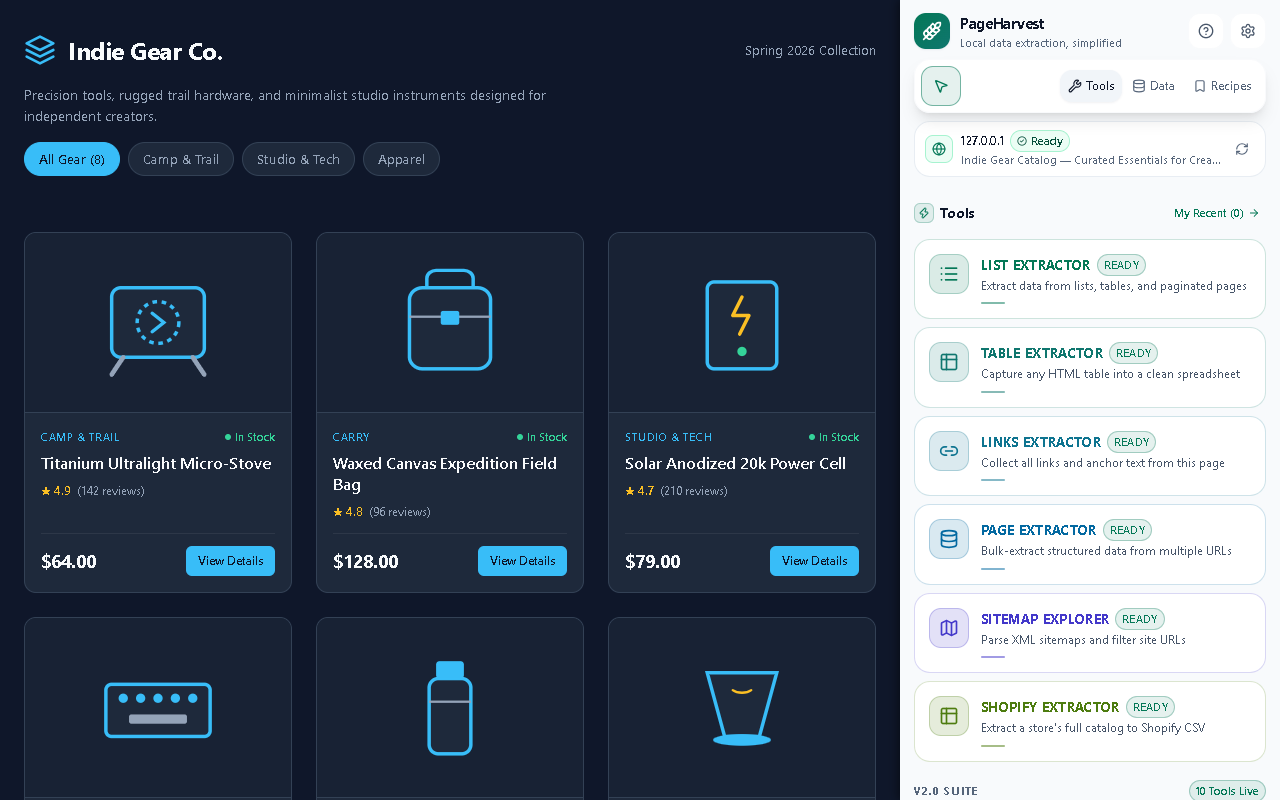 Indie Gear Co.
Spring 2026 Collection
Precision tools, rugged trail hardware, and minimalist studio instruments designed for
independent creators.
All Gear (8)
Camp & Trail
Studio & Tech
Apparel
CAMP & TRAIL
In Stock
Titanium Ultralight Micro-Stove
★ 4.9 (142 reviews)
$64.00
View Details
CARRY
In Stock
Waxed Canvas Expedition Field
Bag
★ 4.8 (96 reviews)
$128.00
View Details
STUDIO & TECH
In Stock
Solar Anodized 20k Power Cell
★ 4.7 (210 reviews)
$79.00
View Details
PageHarvest
Local data extraction, simplified
Tools
Data
Recipes
127.0.0.1
Ready
Indie Gear Catalog — Curated Essentials for Crea...
Tools
My Recent (0) →
LIST EXTRACTOR
READY
Extract data from lists, tables, and paginated pages
TABLE EXTRACTOR
READY
Capture any HTML table into a clean spreadsheet
LINKS EXTRACTOR
READY
Collect all links and anchor text from this page
PAGE EXTRACTOR
READY
Bulk-extract structured data from multiple URLs
SITEMAP EXPLORER
READY
Parse XML sitemaps and filter site URLs
SHOPIFY EXTRACTOR
READY
Extract a store's full catalog to Shopify CSV
V2.0 SUITE
10 Tools Live